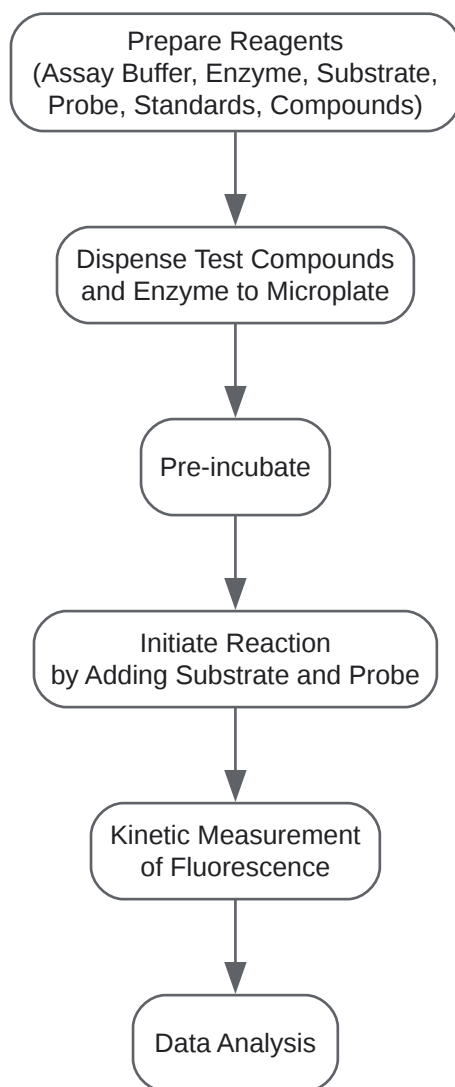 Prepare Reagents
(Assay Buffer, Enzyme, Substrate,
Probe, Standards, Compounds)
Dispense Test Compounds
and Enzyme to Microplate
Pre-incubate
Initiate Reaction
by Adding Substrate and Probe
Kinetic Measurement
of Fluorescence
Data Analysis